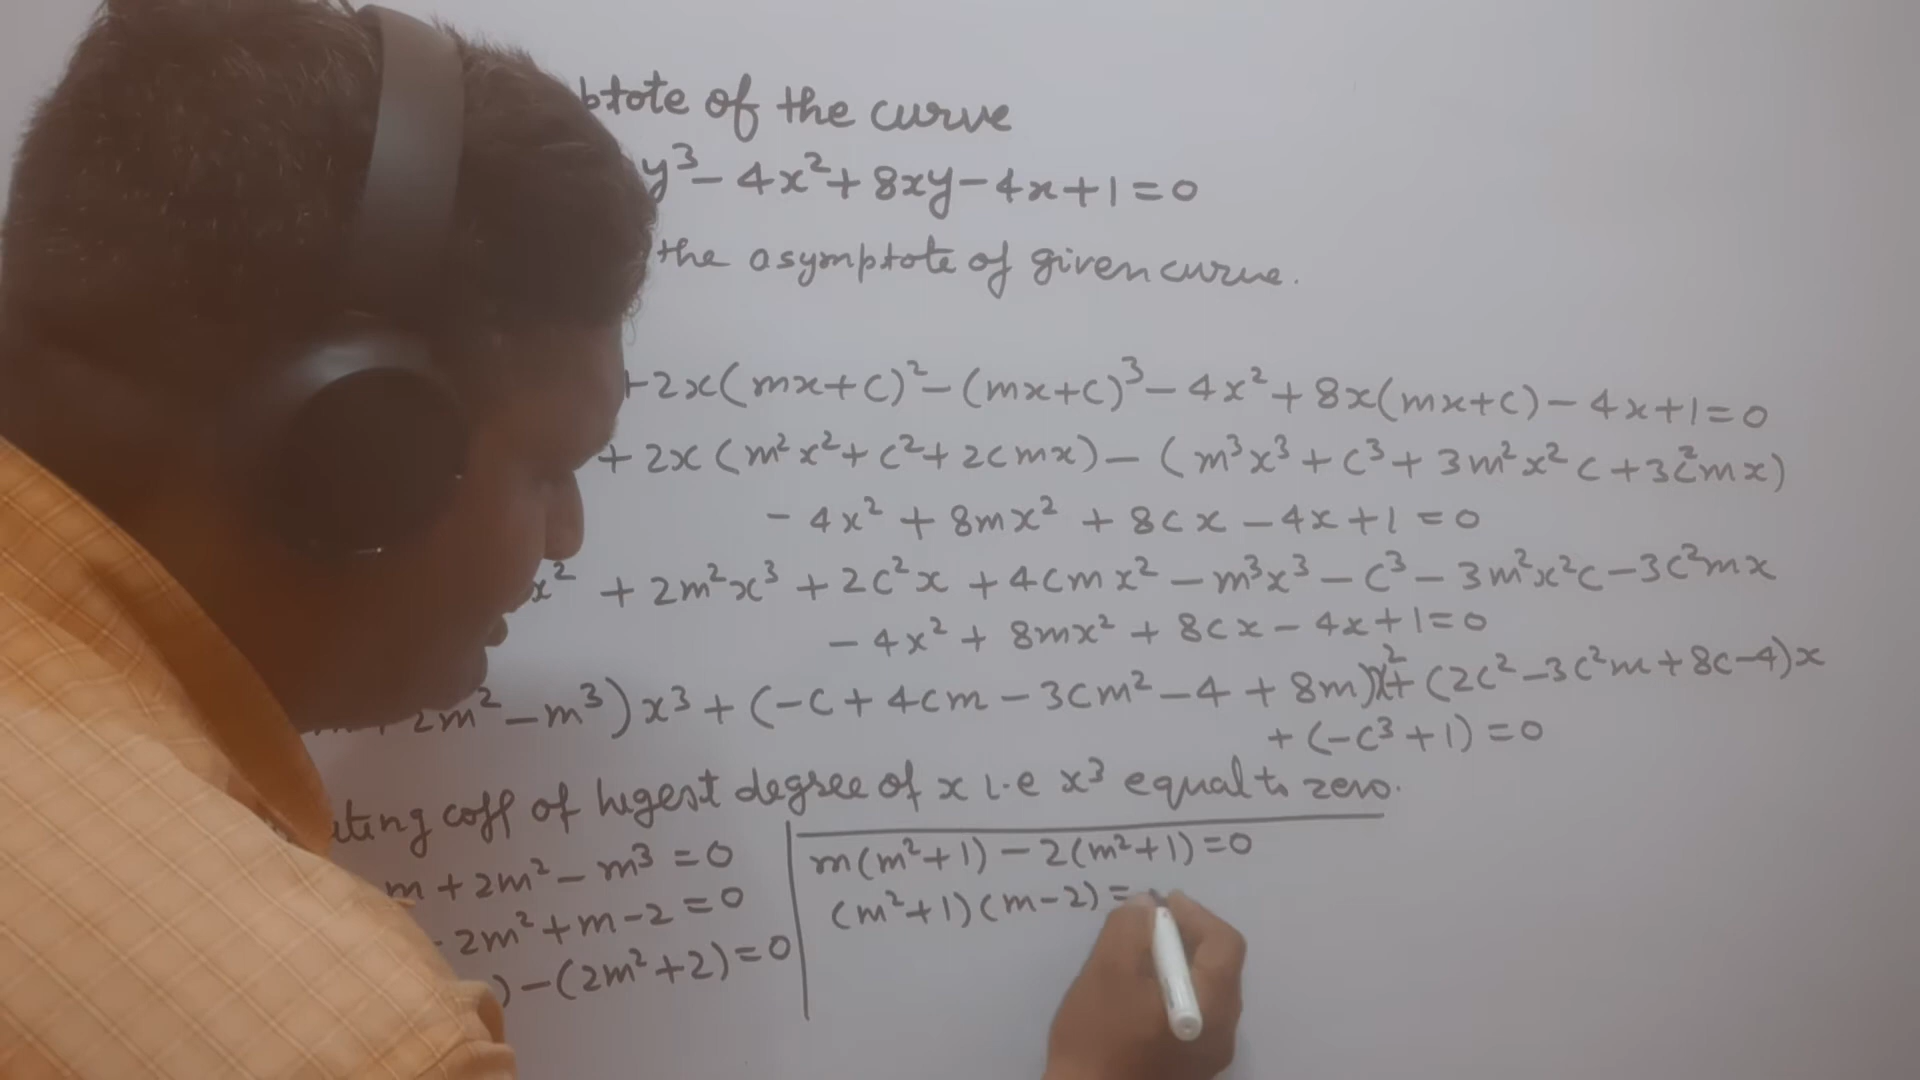 of the curve
y³ - 4x² + 8xy - 4x + 1 = 0
the asymptote of given curve.
+ 2x(mx+c)² - (mx+c)³ - 4x² + 8x(mx+c) - 4x + 1 = 0
+ 2x(m²x² + c² + 2cmx) - (m³x³ + c³ + 3m²x²c + 3c²mx)
- 4x² + 8mx² + 8cx - 4x + 1 = 0
x² + 2m²x³ + 2c²x + 4cmx² - m³x³ - c³ - 3m²x²c - 3c²mx
- 4x² + 8mx² + 8cx - 4x + 1 = 0
2m² - m³)x³ + (-c + 4cm - 3cm² - 4 + 8m)x² + (2c² - 3c²m + 8c - 4)x
+ (-c³ + 1) = 0
coff of higest degree of x i.e x³ equal to zero.
m + 2m² - m³ = 0
- 2m² + m - 2 = 0
) - (2m² + 2) = 0
m(m² + 1) - 2(m² + 1) = 0
(m² + 1)(m - 2) =